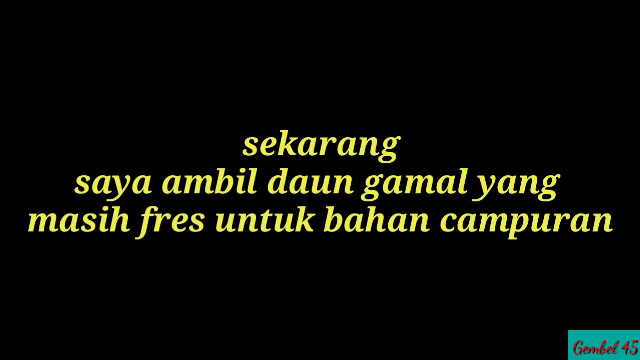 sekarang
saya ambil daun gamal yang
masih fres untuk bahan campuran
Gembel 45